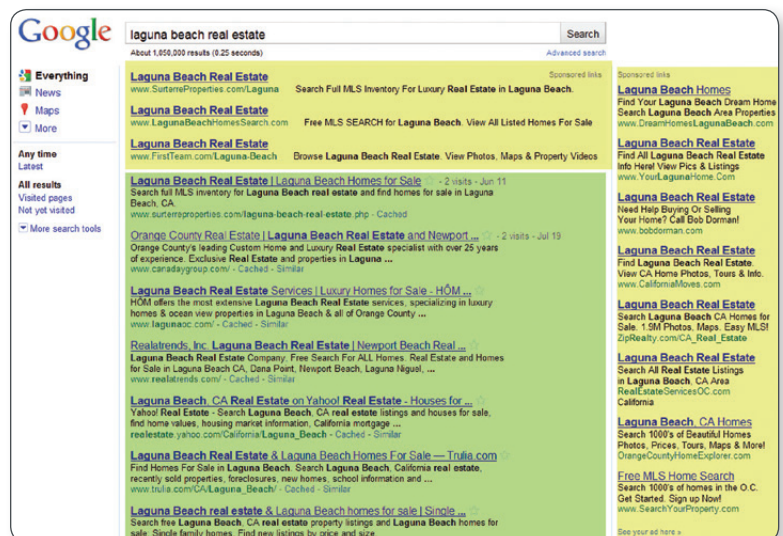 Google
laguna beach real estate
Search
About 1,050,000 results (0.25 seconds)
Advanced search
Everything
News
Maps
More
Any time
Latest
All results
Visited pages
Not yet visited
More search tools
Laguna Beach Real Estate
Sponsored links
www.SurterreProperties.com/Laguna Search Full MLS Inventory For Luxury Real Estate in Laguna Beach.
Laguna Beach Real Estate
www.LagunaBeachHomesSearch.com Free MLS SEARCH for Laguna Beach. View All Listed Homes For Sale
Laguna Beach Real Estate
www.FirstTeam.com/Laguna-Beach Browse Laguna Beach Real Estate. View Photos, Maps & Property Videos
Laguna Beach Real Estate | Laguna Beach Homes for Sale - 2 visits - Jun 11
Search full MLS inventory for Laguna Beach real estate and find homes for sale in Laguna
Beach, CA.
www.surterreproperties.com/laguna-beach-real-estate.php - Cached
Orange County Real Estate | Laguna Beach Real Estate and Newport ... - 2 visits - Jul 19
Orange County's leading Custom Home and Luxury Real Estate specialist with over 25 years
of experience. Exclusive Real Estate and properties in Laguna ...
www.canadaygroup.com/ - Cached - Similar
Laguna Beach Real Estate Services | Luxury Homes for Sale - HÔM ...
HÔM offers the most extensive Laguna Beach Real Estate services, specializing in luxury
homes & ocean view properties in Laguna Beach & all of Orange County ...
www.lagunaoc.com/ - Cached - Similar
Realatrends, Inc. Laguna Beach Real Estate | Newport Beach Real ...
Laguna Beach Real Estate Company. Free Search For ALL Homes. Real Estate and Homes
for Sale in Laguna Beach CA, Dana Point, Newport Beach, Laguna Niguel, ...
www.realatrends.com/ - Cached - Similar
Laguna Beach, CA Real Estate on Yahoo! Real Estate - Houses for ...
Yahoo! Real Estate - Search Laguna Beach, CA real estate listings and houses for sale,
find home values, housing market information, California mortgage ...
realestate.yahoo.com/California/Laguna_Beach - Cached - Similar
Laguna Beach Real Estate & Laguna Beach Homes For Sale — Trulia.com
Find Homes For Sale in Laguna Beach. Search Laguna Beach, California real estate,
recently sold properties, foreclosures, new homes, school information and ...
www.trulia.com/CA/Laguna_Beach/ - Cached - Similar
Laguna Beach real estate & Laguna Beach homes for sale | Single ...
Search free Laguna Beach, CA real estate property listings and Laguna Beach homes for
sale. Single family homes. Find new listings by price and size
Sponsored links
Laguna Beach Homes
Find Your Laguna Beach Dream Home
Search Laguna Beach Area Properties
www.DreamHomesLagunaBeach.com
Laguna Beach Real Estate
Find All Laguna Beach Real Estate
Info Here! View Pics & Listings
www.YourLagunaHome.Com
Laguna Beach Real Estate
Need Help Buying Or Selling
Your Home? Call Bob Dorman!
www.bobdorman.com
Laguna Beach Real Estate
Find Laguna Beach Real Estate.
View CA Home Photos, Tours & Info.
www.CaliforniaMoves.com
Laguna Beach Real Estate
Search Laguna Beach CA Homes for
Sale. 1.9M Photos, Maps. Easy MLS!
ZipRealty.com/CA_Real_Estate
Laguna Beach Real Estate
Search All Real Estate Listings
in Laguna Beach, CA Area
RealEstateServicesOC.com
California
Laguna Beach, CA Homes
Search 1000's of Beautiful Homes
Photos, Prices, Tours, Maps & More!
OrangeCountyHomeExplorer.com
Free MLS Home Search
Search 1000's of homes in the O.C.
Get Started. Sign up Now!
www.SearchYourProperty.com
See your ad here »